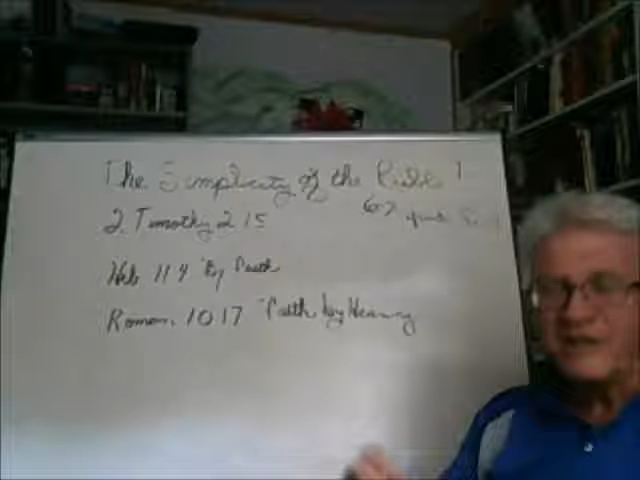 The Simplicity of the Bible !
2. Timothy 2 15
Heb 11 4 "By Faith
Roman. 10 17 "Faith by Hearing